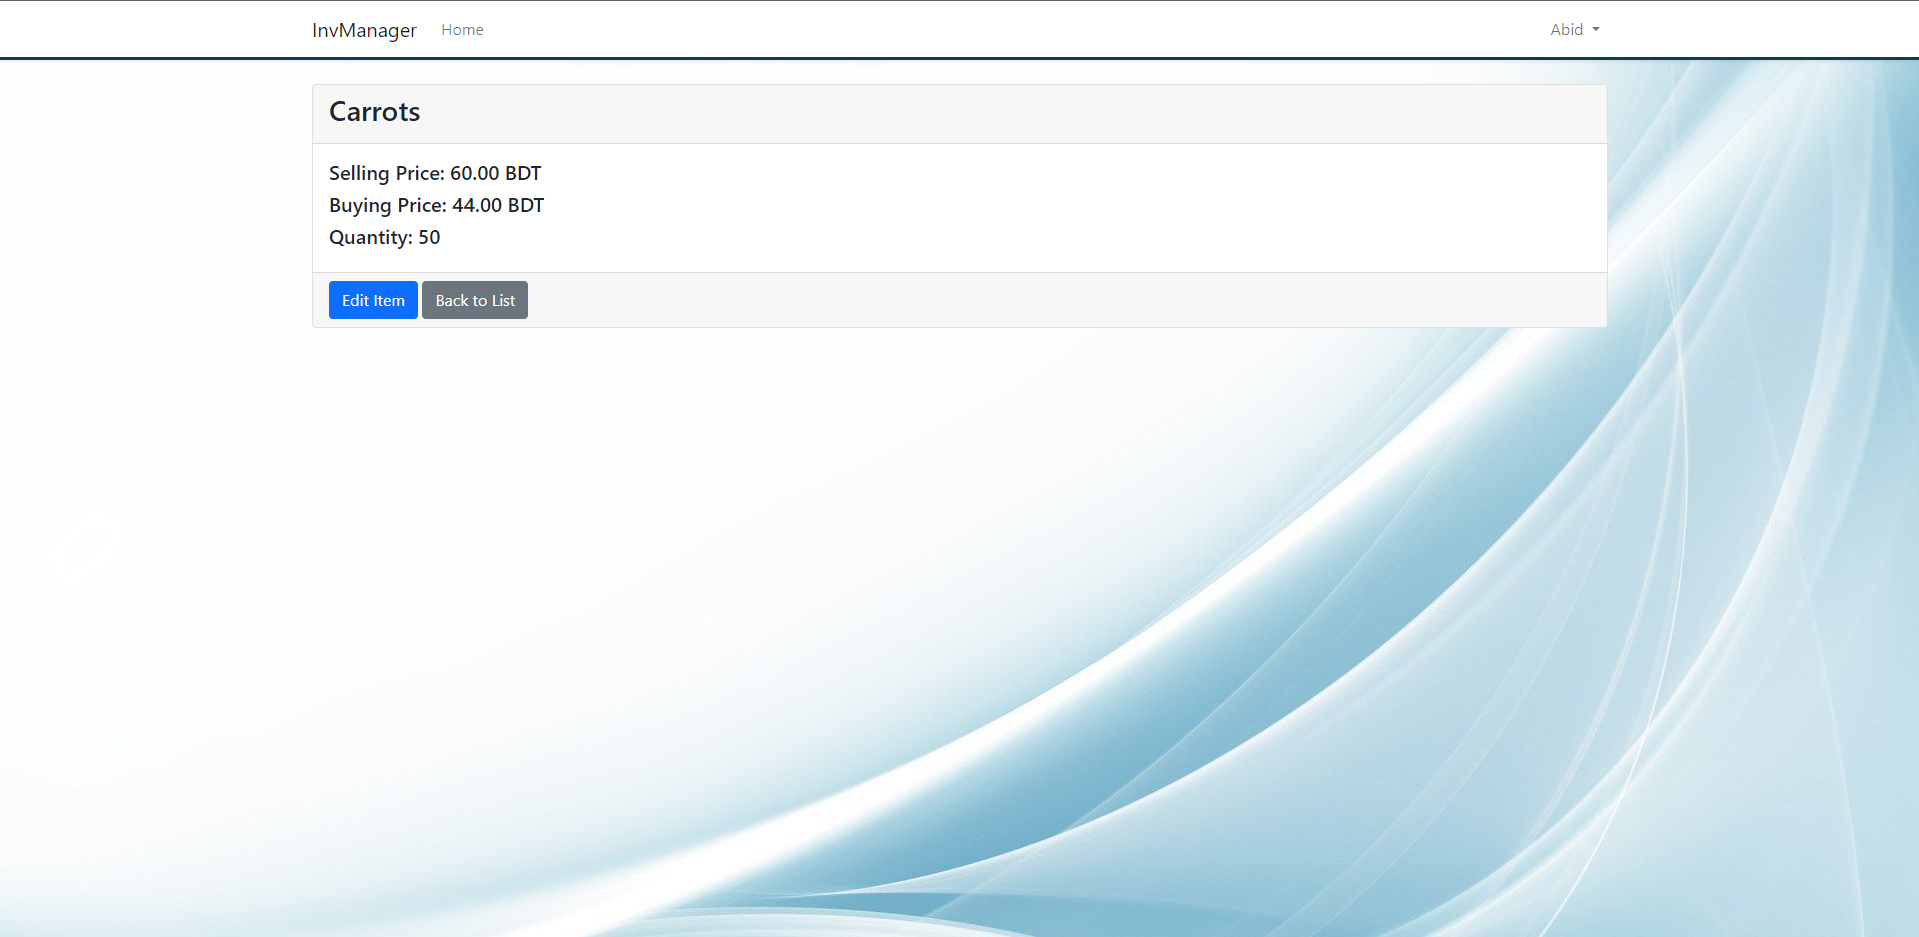 InvManager Home Abid
Carrots
Selling Price: 60.00 BDT
Buying Price: 44.00 BDT
Quantity: 50
Edit Item Back to List